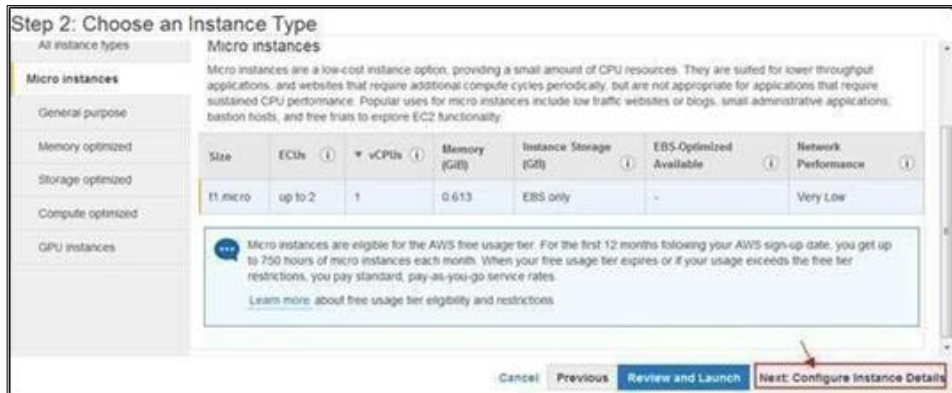 Step 2: Choose an Instance Type
All instance types
Micro instances
General purpose
Memory optimized
Storage optimized
Compute optimized
GPU instances
Micro instances
Micro instances are a low-cost instance option, providing a small amount of CPU resources. They are suited for lower throughput
applications, and websites that require additional compute cycles periodically, but are not appropriate for applications that require
sustained CPU performance. Popular uses for micro instances include low traffic websites or blogs, small administrative applications,
bastion hosts, and free trials to explore EC2 functionality.
Size ECUs vCPUs Memory (GiB) Instance Storage (GB) EBS-Optimized Available Network Performance
t1.micro up to 2 1 0.613 EBS only - Very Low
Micro instances are eligible for the AWS free usage tier. For the first 12 months following your AWS sign-up date, you get up
to 750 hours of micro instances each month. When your free usage tier expires or if your usage exceeds the free tier
restrictions, you pay standard, pay-as-you-go service rates.
Learn more about free usage tier eligibility and restrictions
Cancel Previous Review and Launch Next: Configure Instance Details